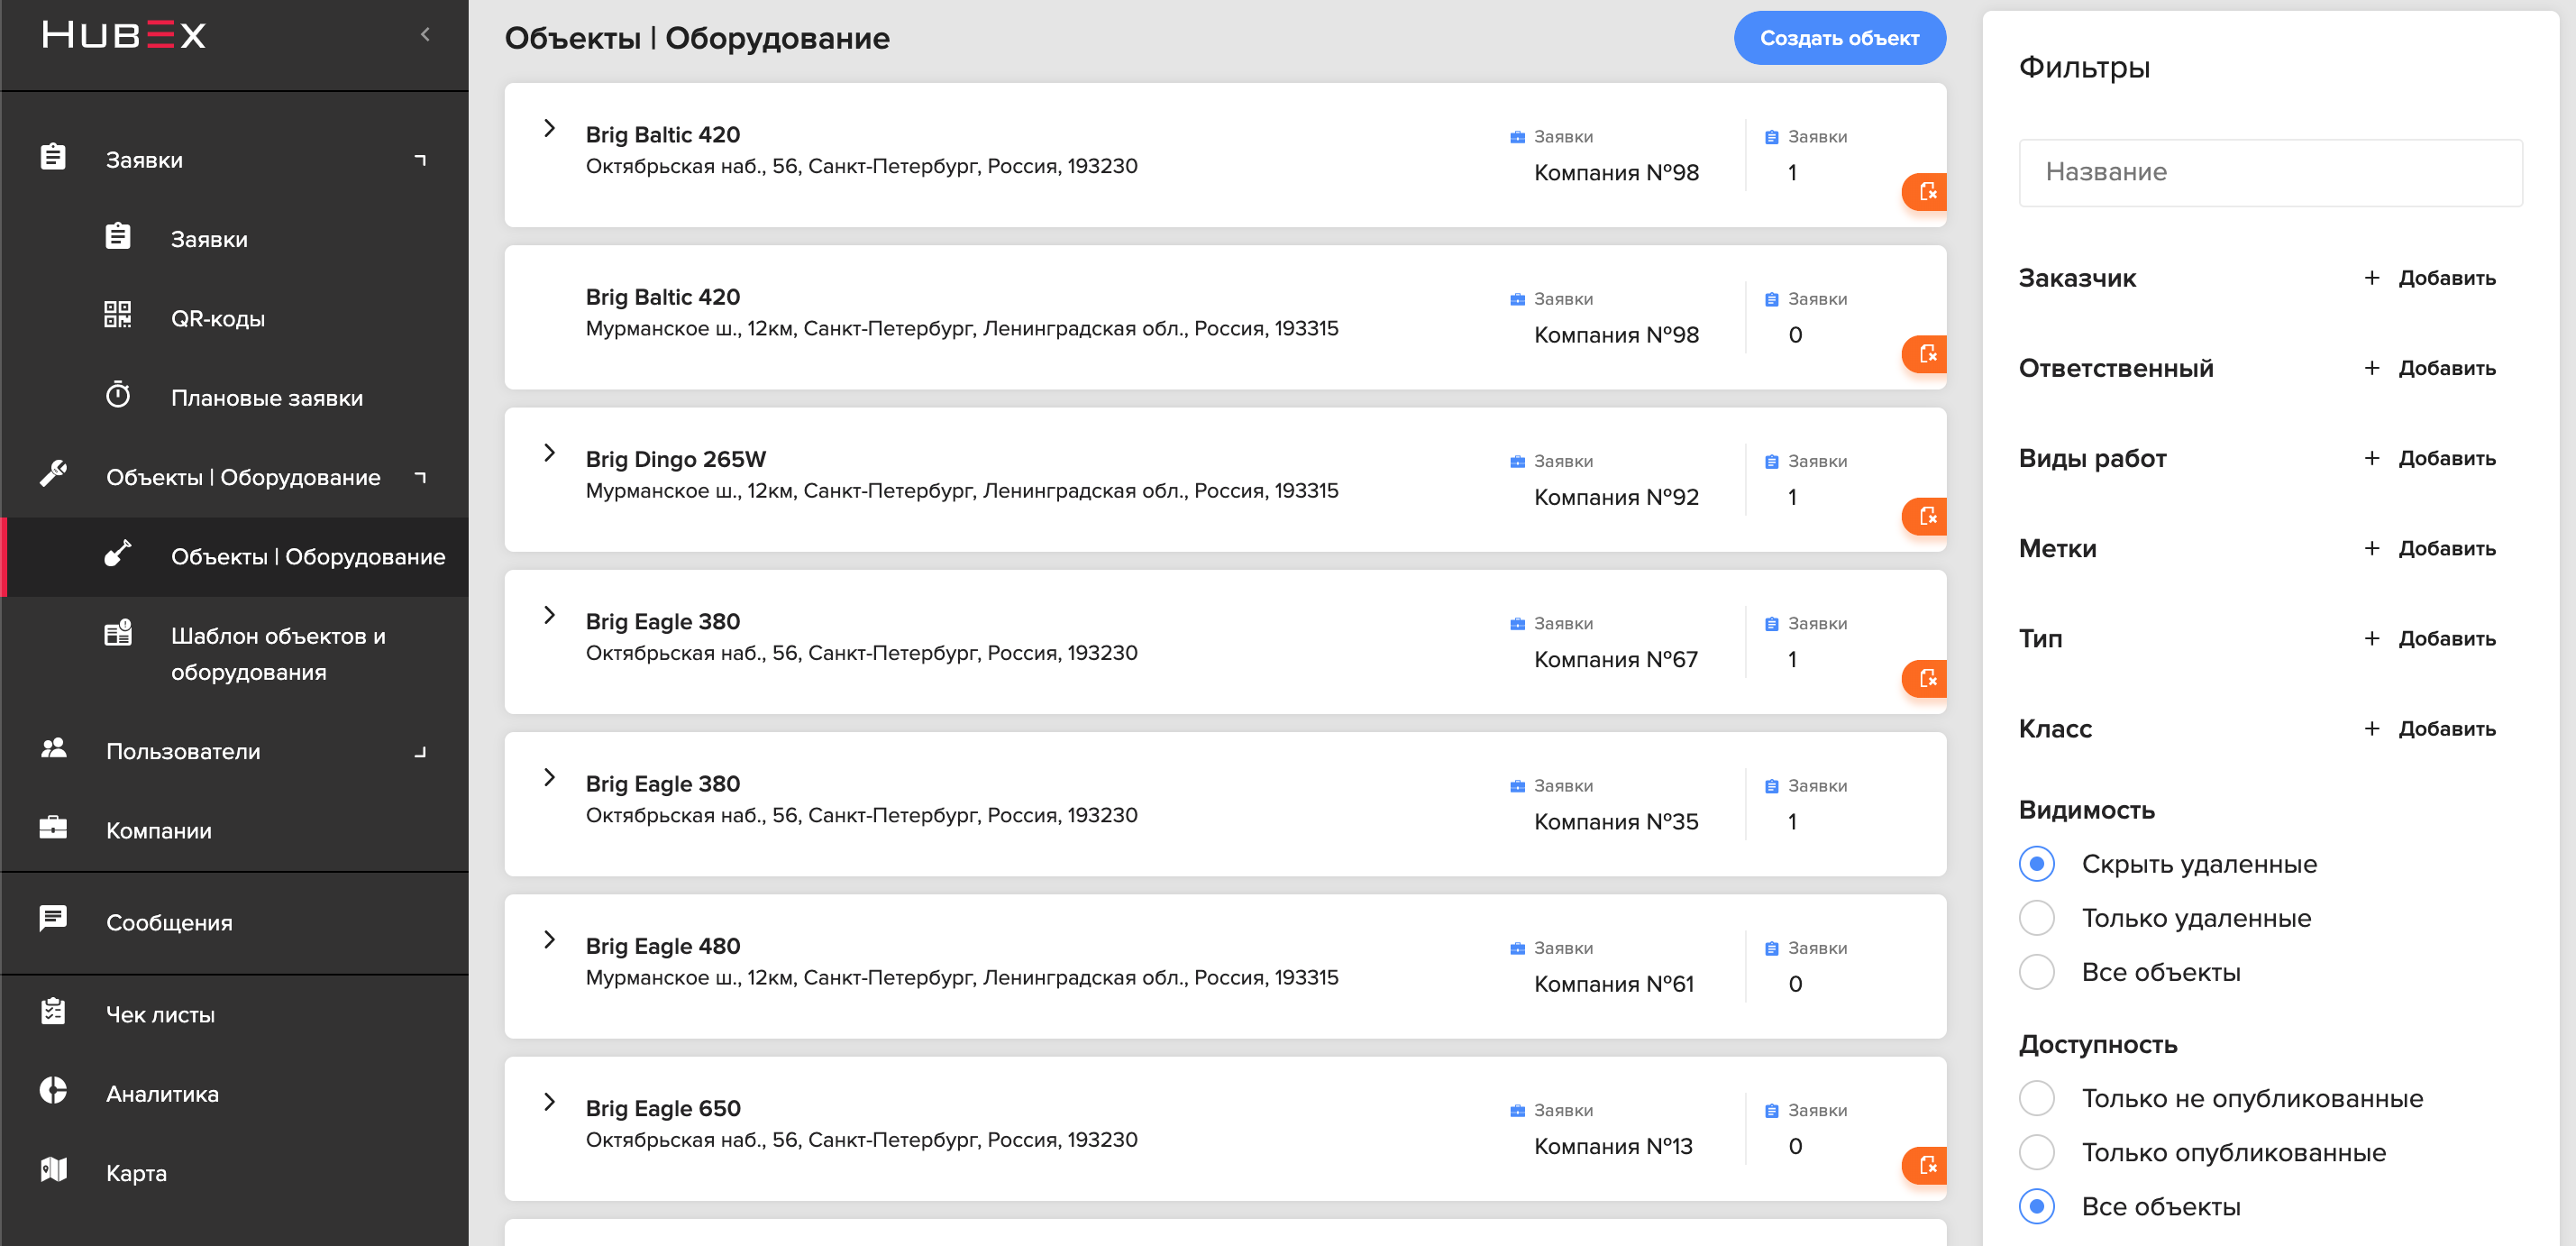 HUBEX
Заявки
Заявки
QR-коды
Плановые заявки
Объекты | Оборудование
Объекты | Оборудование
Шаблон объектов и
оборудования
Пользователи
Компании
Сообщения
Чек листы
Аналитика
Карта
Объекты | Оборудование
Создать объект
Brig Baltic 420
Октябрьская наб., 56, Санкт-Петербург, Россия, 193230
Заявки
Компания №98
Заявки
1
Brig Baltic 420
Мурманское ш., 12км, Санкт-Петербург, Ленинградская обл., Россия, 193315
Заявки
Компания №98
Заявки
0
Brig Dingo 265W
Мурманское ш., 12км, Санкт-Петербург, Ленинградская обл., Россия, 193315
Заявки
Компания №92
Заявки
1
Brig Eagle 380
Октябрьская наб., 56, Санкт-Петербург, Россия, 193230
Заявки
Компания №67
Заявки
1
Brig Eagle 380
Октябрьская наб., 56, Санкт-Петербург, Россия, 193230
Заявки
Компания №35
Заявки
1
Brig Eagle 480
Мурманское ш., 12км, Санкт-Петербург, Ленинградская обл., Россия, 193315
Заявки
Компания №61
Заявки
0
Brig Eagle 650
Октябрьская наб., 56, Санкт-Петербург, Россия, 193230
Заявки
Компания №13
Заявки
0
Фильтры
Название
Заказчик + Добавить
Ответственный + Добавить
Виды работ + Добавить
Метки + Добавить
Тип + Добавить
Класс + Добавить
Видимость
Скрыть удаленные
Только удаленные
Все объекты
Доступность
Только не опубликованные
Только опубликованные
Все объекты